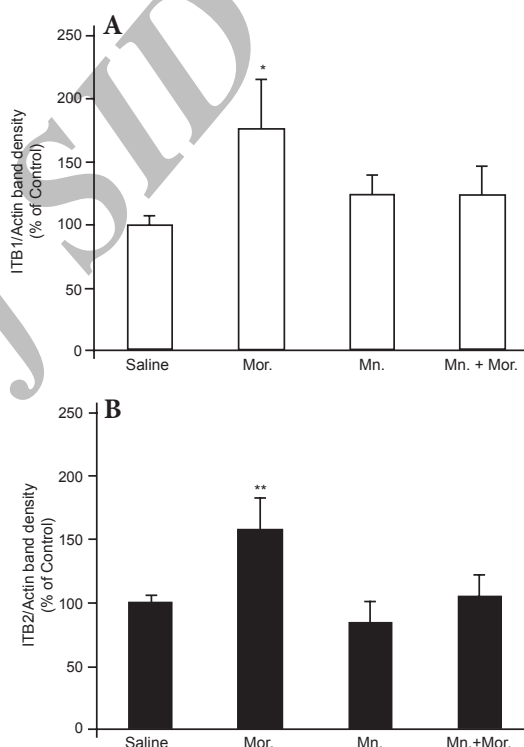 A
250
200
150
100
50
0
ITB1/Actin band density
(% of Control)
*
Saline Mor. Mn. Mn. + Mor.
B
250
200
150
100
50
0
ITB2/Actin band density
(% of Control)
**
Saline Mor. Mn. Mn.+Mor.
J SID